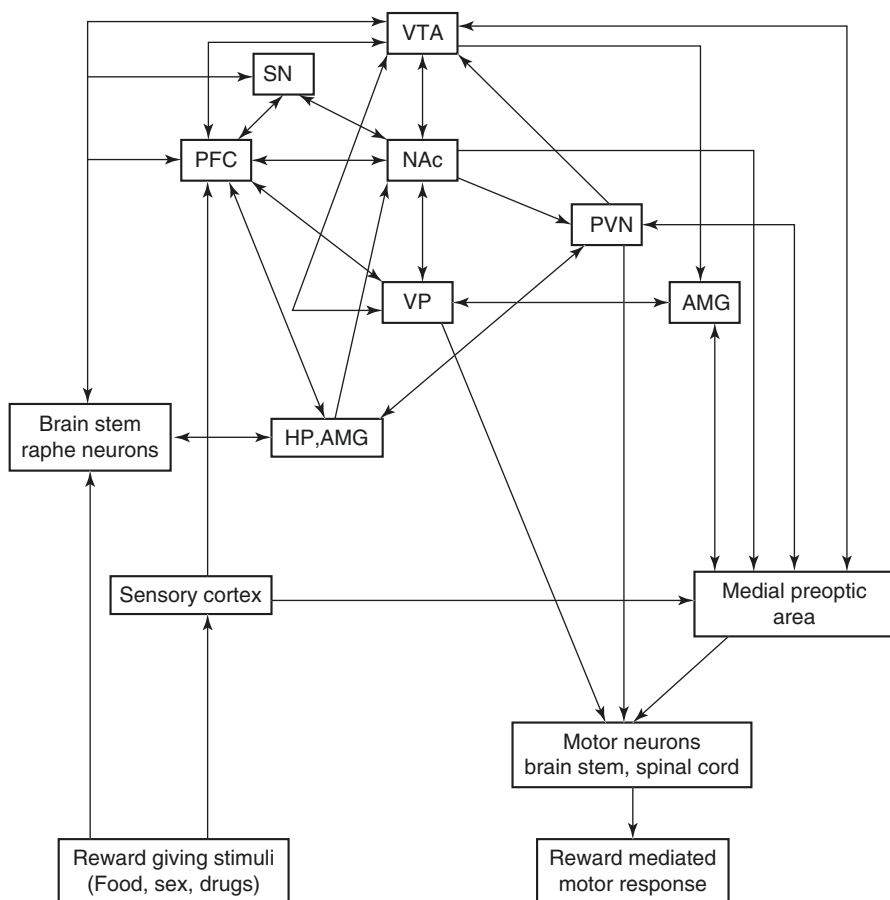 VTA
SN
PFC
NAc
PVN
VP
AMG
Brain stem
raphe neurons
HP,AMG
Sensory cortex
Medial preoptic
area
Motor neurons
brain stem, spinal cord
Reward giving stimuli
(Food, sex, drugs)
Reward mediated
motor response